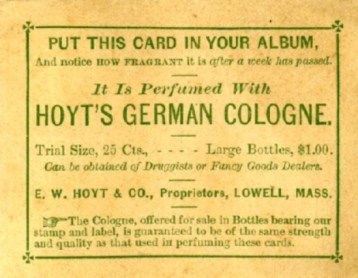 PUT THIS CARD IN YOUR ALBUM,
And notice HOW FRAGRANT it is after a week has passed.
It Is Perfumed With
HOYT'S GERMAN COLOGNE.
Trial Size, 25 Cts., - - - - Large Bottles, $1.00.
Can be obtained of Druggists or Fancy Goods Dealers.
E. W. HOYT & CO., Proprietors, LOWELL, MASS.
☞The Cologne, offered for sale in Bottles bearing our
stamp and label, is guaranteed to be of the same strength
and quality as that used in perfuming these cards.